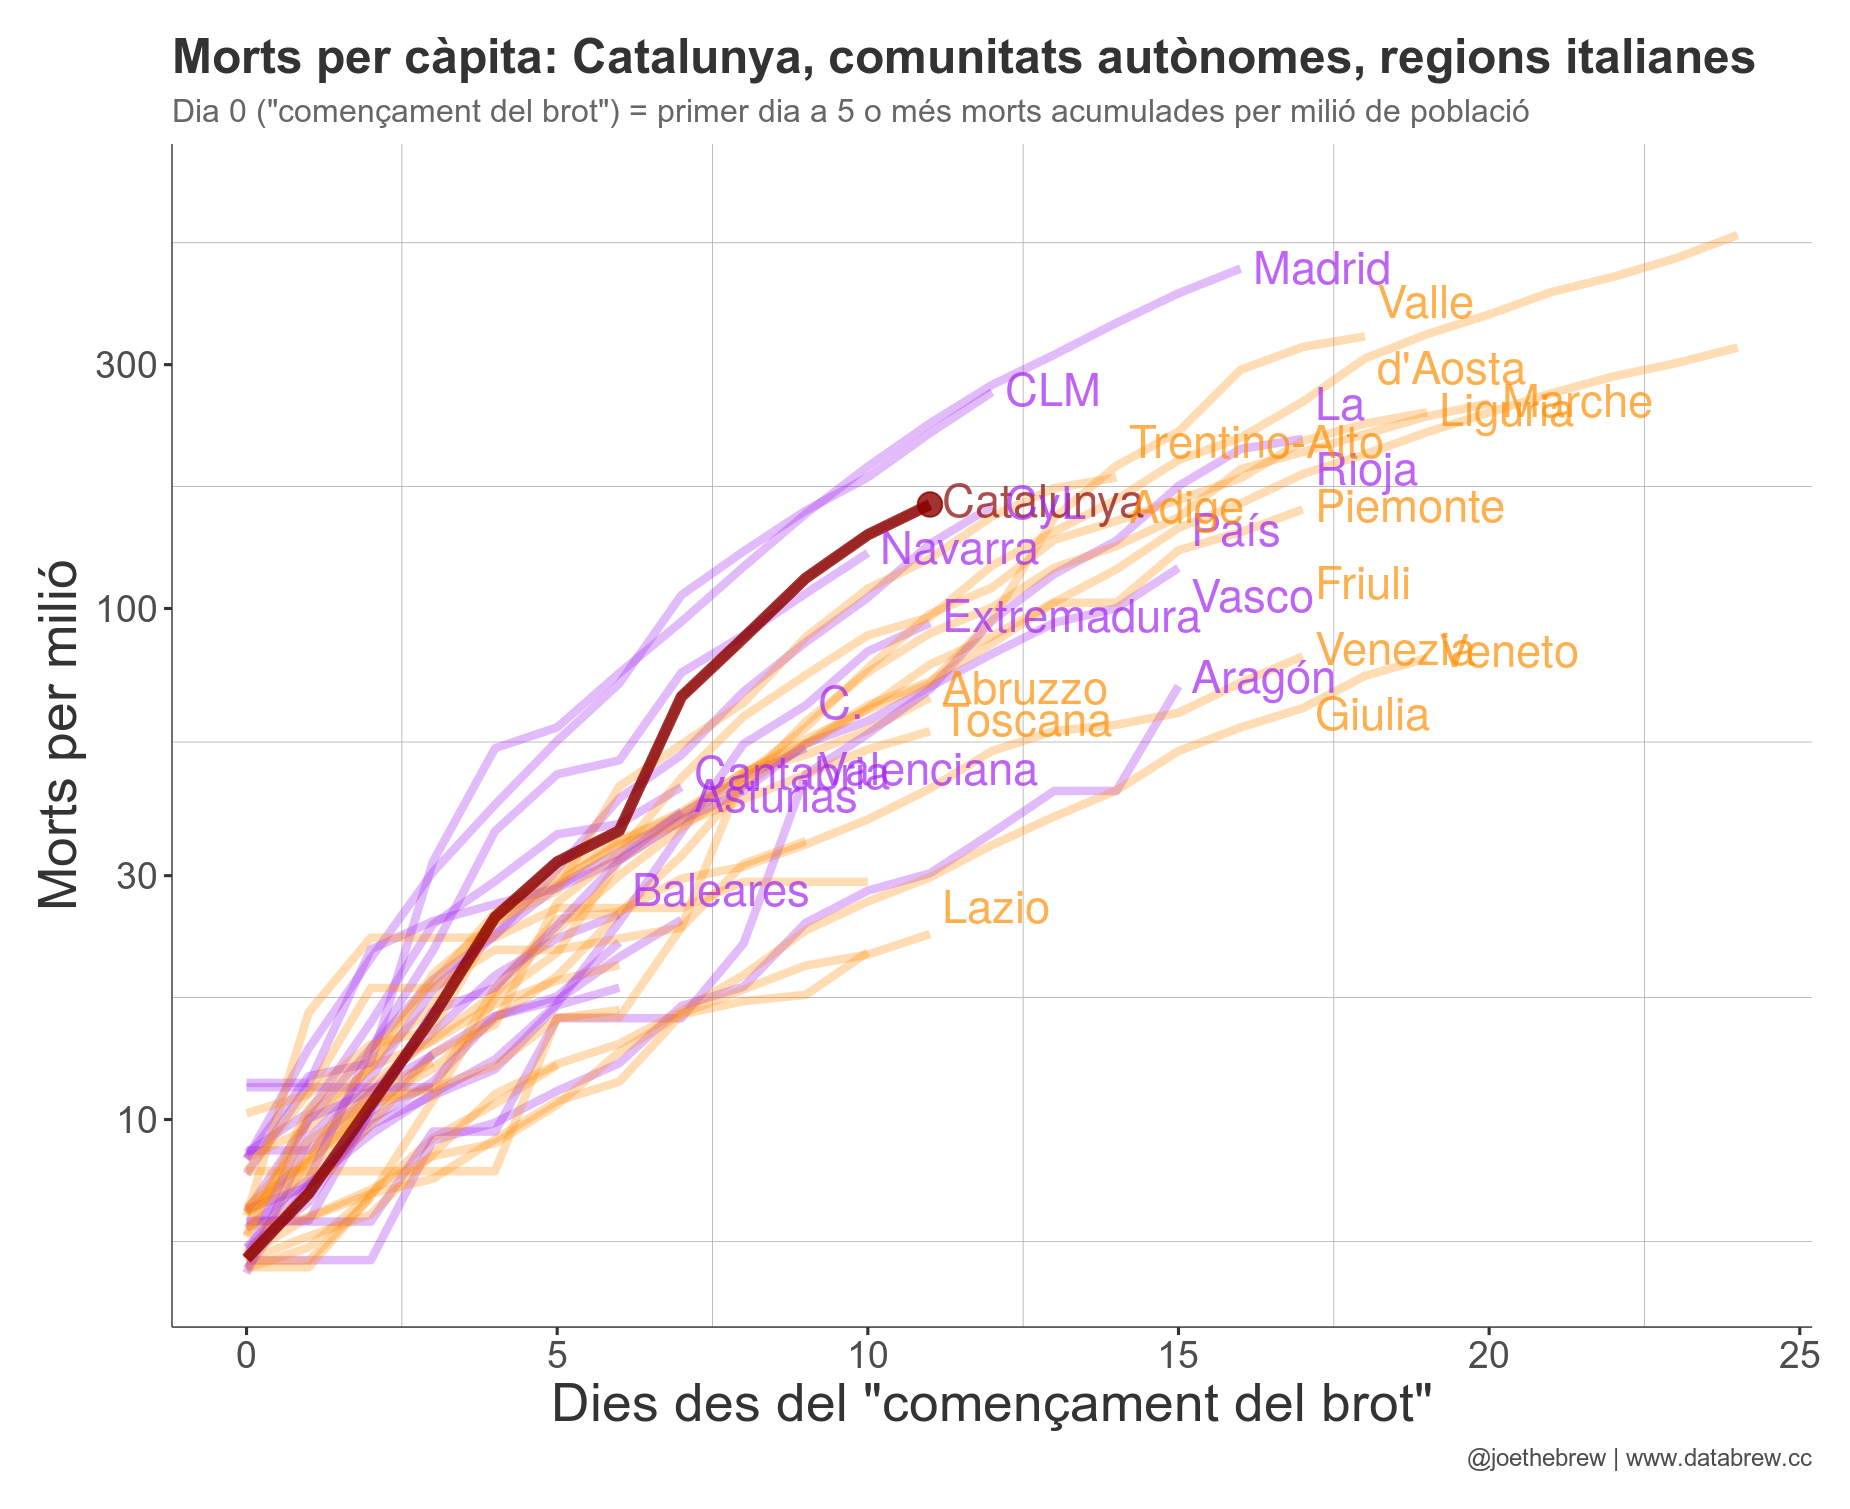 Morts per càpita: Catalunya, comunitats autònomes, regions italianes
Dia 0 ("començament del brot") = primer dia a 5 o més morts acumulades per milió de població
Morts per milió
300
100
30
10
Madrid
Valle
d'Aosta
CLM
La
Rioja
Liguria
Marche
Trentino-Alto
Adige
Catalunya
CyL
Piemonte
País
Vasco
Navarra
Friuli
Venezia
Giulia
Extremadura
Veneto
Aragón
Abruzzo
Toscana
C.
Valenciana
Cantabria
Asturias
Baleares
Lazio
0
5
10
15
20
25
Dies des del "començament del brot"
@joethebrew | www.databrew.cc